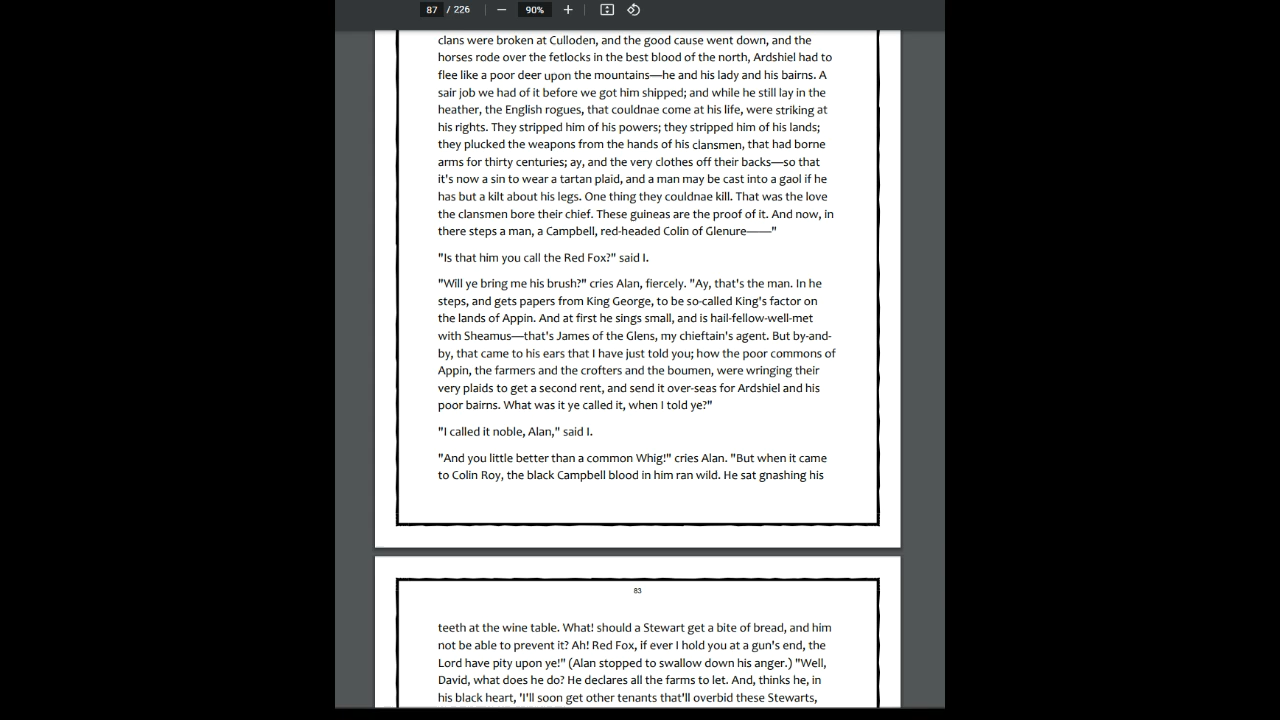 87 / 226 — 90% +
clans were broken at Culloden, and the good cause went down, and the
horses rode over the fetlocks in the best blood of the north, Ardshiel had to
flee like a poor deer upon the mountains—he and his lady and his bairns. A
sair job we had of it before we got him shipped; and while he still lay in the
heather, the English rogues, that couldnae come at his life, were striking at
his rights. They stripped him of his powers; they stripped him of his lands;
they plucked the weapons from the hands of his clansmen, that had borne
arms for thirty centuries; ay, and the very clothes off their backs—so that
it's now a sin to wear a tartan plaid, and a man may be cast into a gaol if he
has but a kilt about his legs. One thing they couldnae kill. That was the love
the clansmen bore their chief. These guineas are the proof of it. And now, in
there steps a man, a Campbell, red-headed Colin of Glenure——"
"Is that him you call the Red Fox?" said I.
"Will ye bring me his brush?" cries Alan, fiercely. "Ay, that's the man. In he
steps, and gets papers from King George, to be so-called King's factor on
the lands of Appin. And at first he sings small, and is hail-fellow-well-met
with Sheamus—that's James of the Glens, my chieftain's agent. But by-and-
by, that came to his ears that I have just told you; how the poor commons of
Appin, the farmers and the crofters and the boumen, were wringing their
very plaids to get a second rent, and send it over-seas for Ardshiel and his
poor bairns. What was it ye called it, when I told ye?"
"I called it noble, Alan," said I.
"And you little better than a common Whig!" cries Alan. "But when it came
to Colin Roy, the black Campbell blood in him ran wild. He sat gnashing his
83
teeth at the wine table. What! should a Stewart get a bite of bread, and him
not be able to prevent it? Ah! Red Fox, if ever I hold you at a gun's end, the
Lord have pity upon ye!" (Alan stopped to swallow down his anger.) "Well,
David, what does he do? He declares all the farms to let. And, thinks he, in
his black heart, 'I'll soon get other tenants that'll overbid these Stewarts,